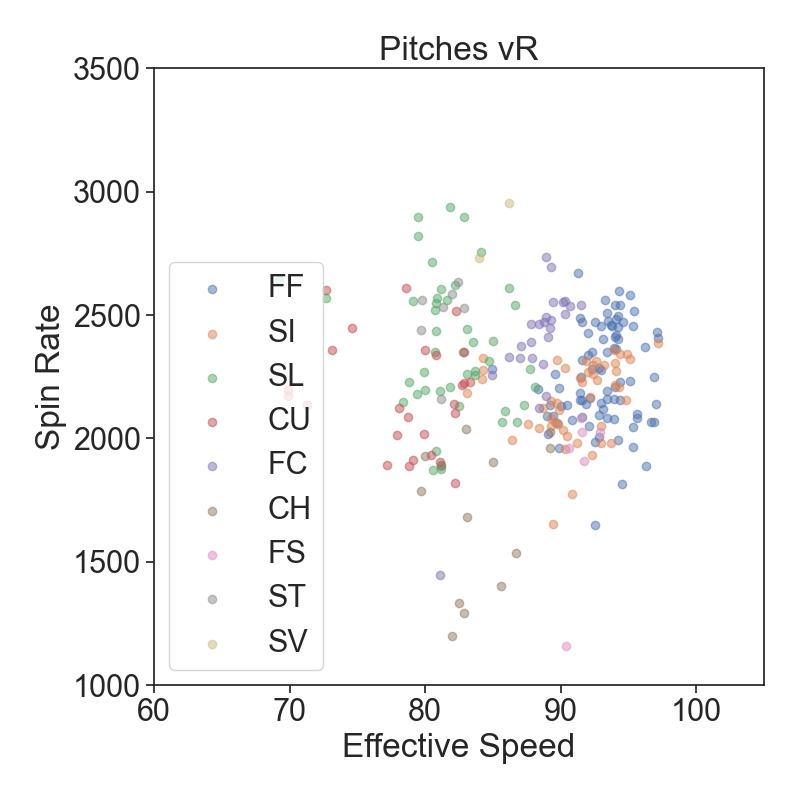 Pitches vR
3500
3000
2500
2000
1500
1000
Spin Rate
FF
SI
SL
CU
FC
CH
FS
ST
SV
60 70 80 90 100
Effective Speed